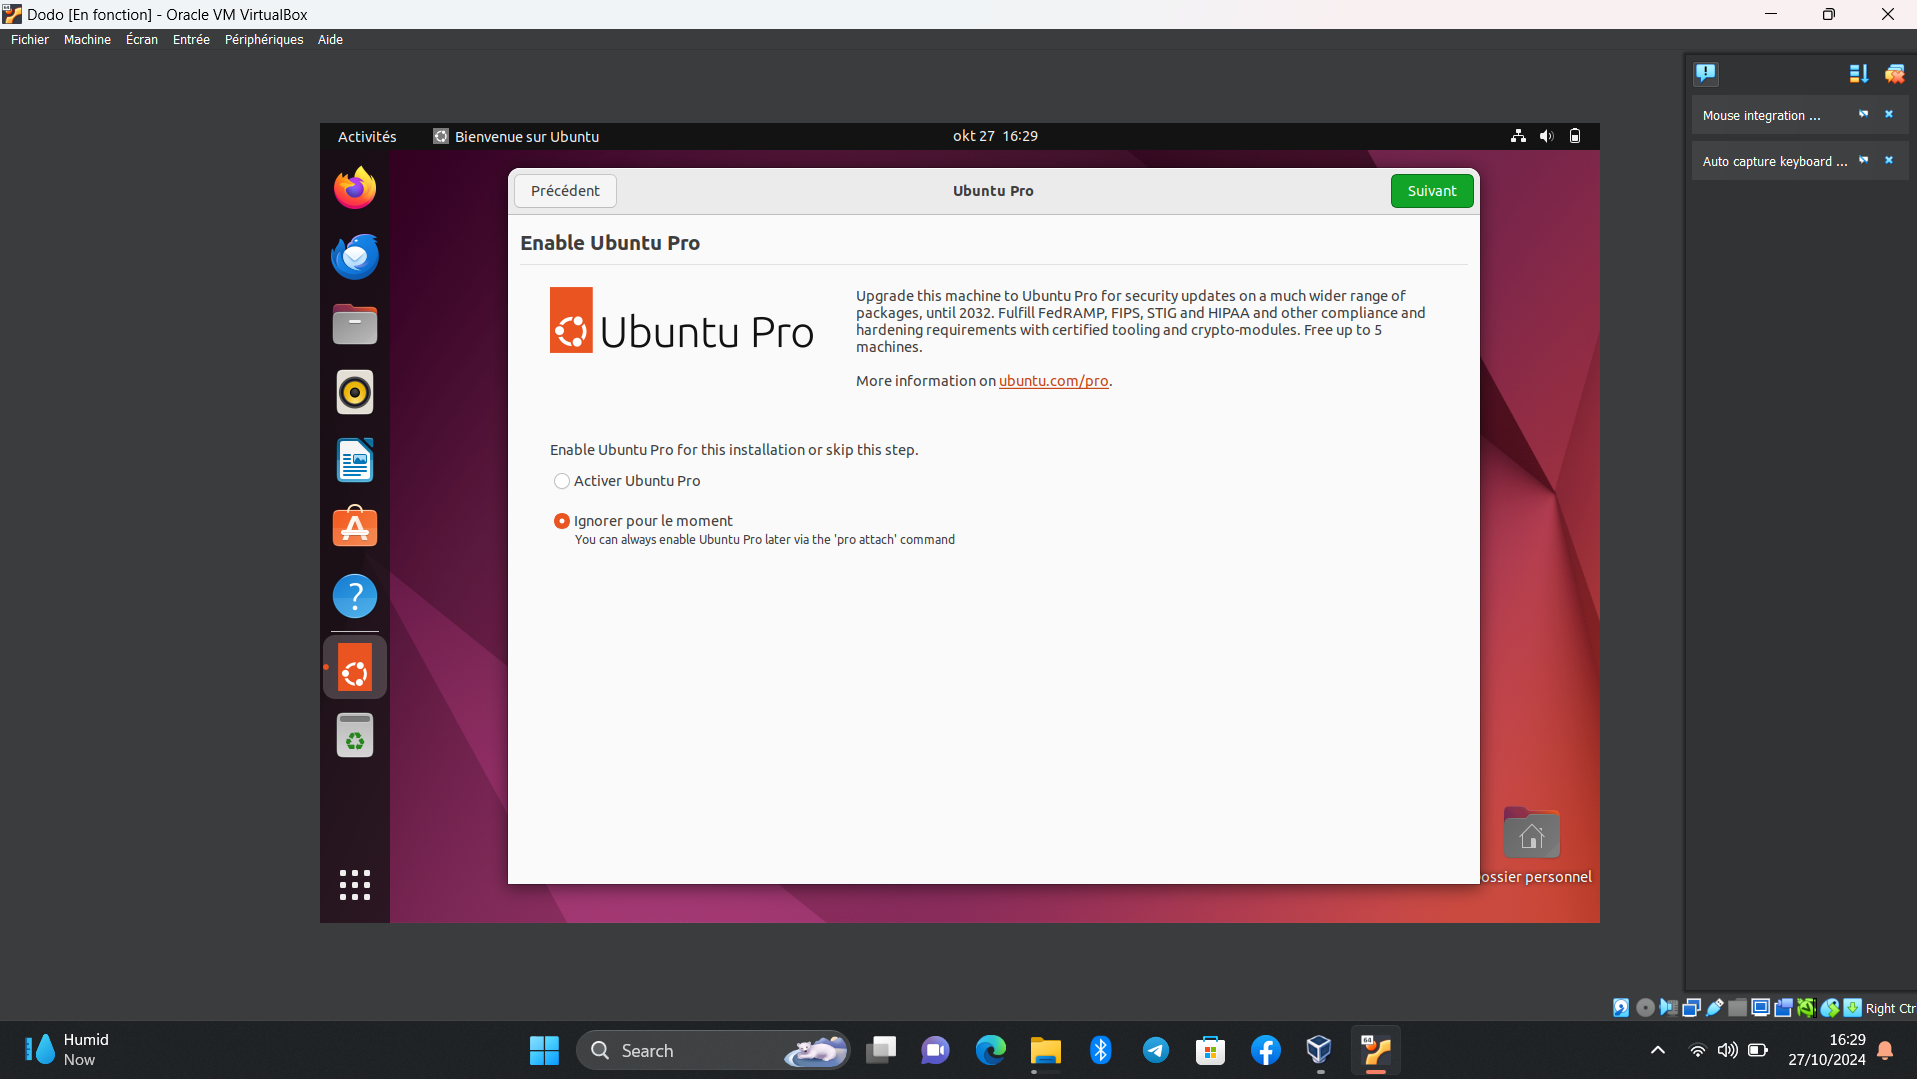 Dodo [En fonction] - Oracle VM VirtualBox
Fichier Machine Écran Entrée Périphériques Aide
Mouse integration ...
Auto capture keyboard ...
Activités Bienvenue sur Ubuntu okt 27 16:29
Précédent Ubuntu Pro Suivant
Enable Ubuntu Pro
Ubuntu Pro
Upgrade this machine to Ubuntu Pro for security updates on a much wider range of
packages, until 2032. Fulfill FedRAMP, FIPS, STIG and HIPAA and other compliance and
hardening requirements with certified tooling and crypto-modules. Free up to 5
machines.
More information on ubuntu.com/pro.
Enable Ubuntu Pro for this installation or skip this step.
Activer Ubuntu Pro
Ignorer pour le moment
You can always enable Ubuntu Pro later via the 'pro attach' command
ossier personnel
Right Ctr
Humid
Now
Search
64
16:29
27/10/2024